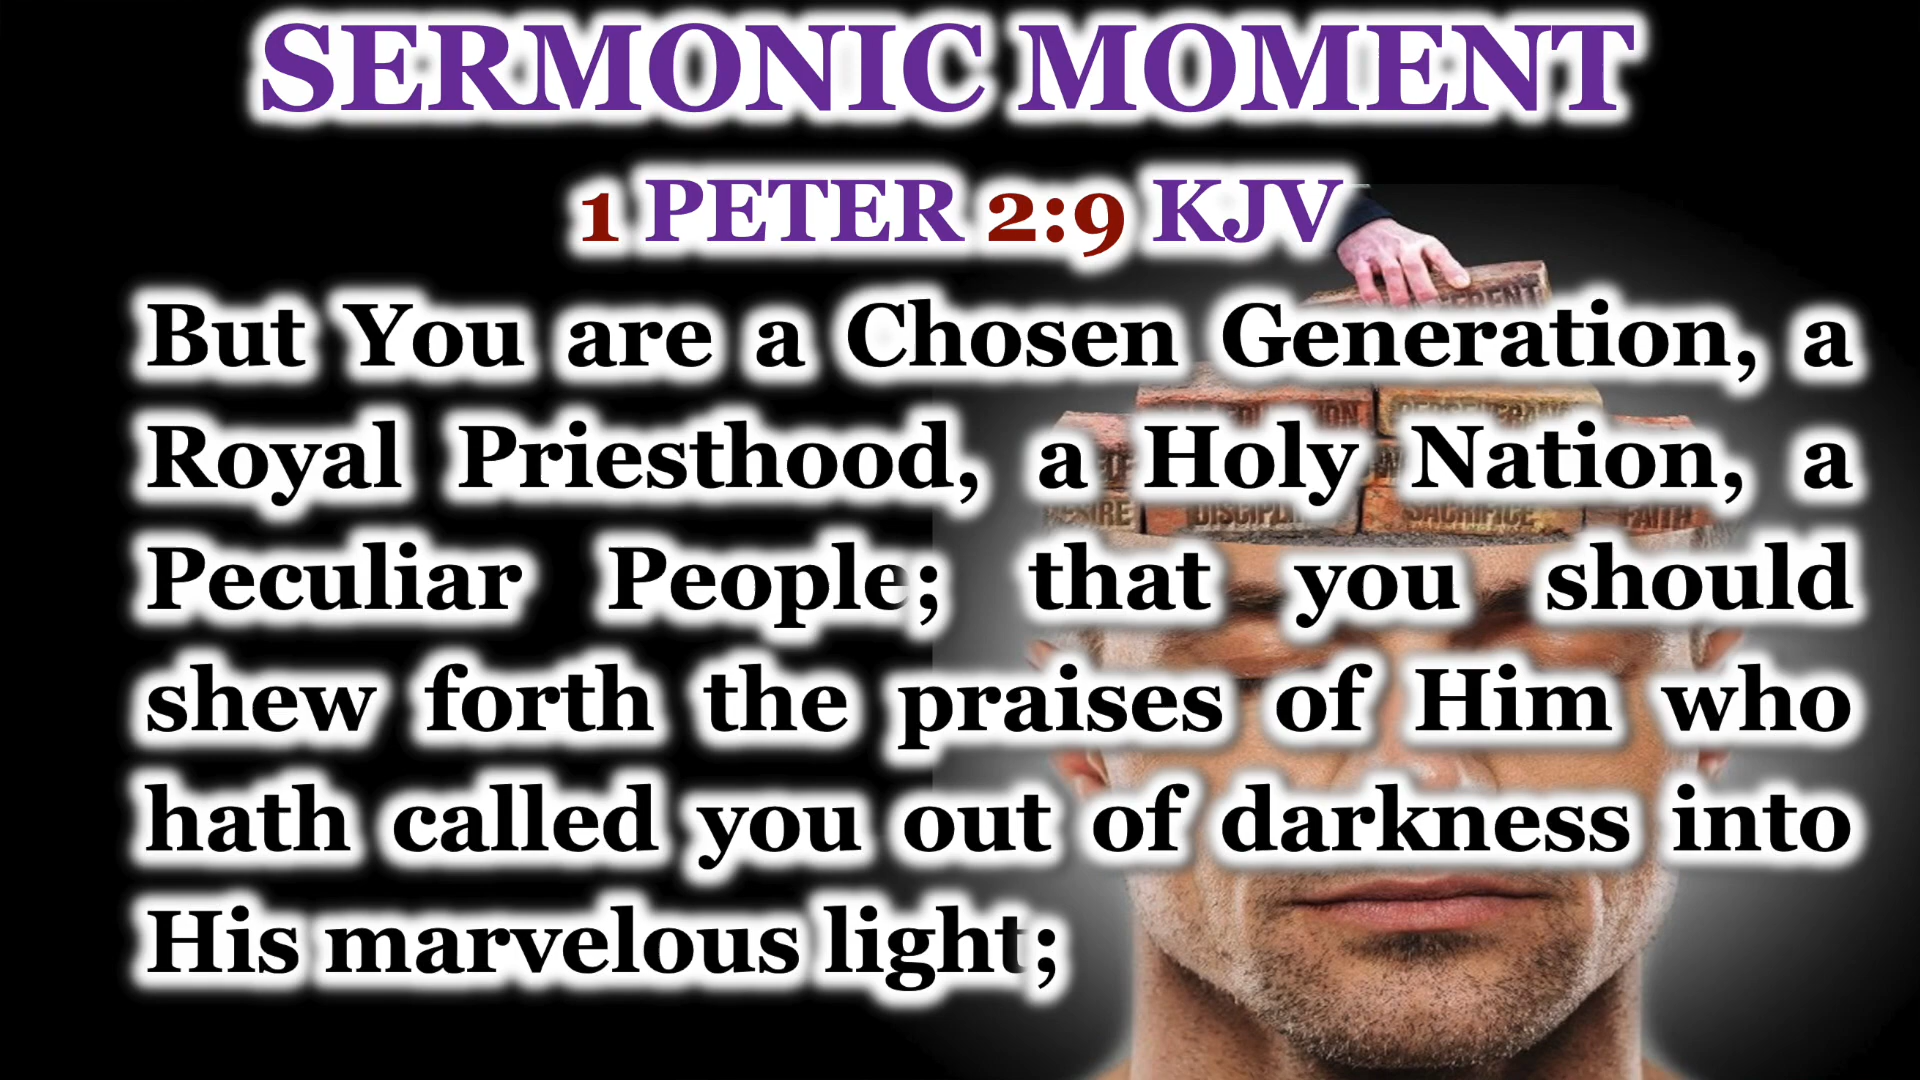 SERMONIC MOMENT
1 PETER 2:9 KJV
But You are a Chosen Generation, a
Royal Priesthood, a Holy Nation, a
Peculiar People; that you should
shew forth the praises of Him who
hath called you out of darkness into
His marvelous light;
SACRIFICE
FAITH